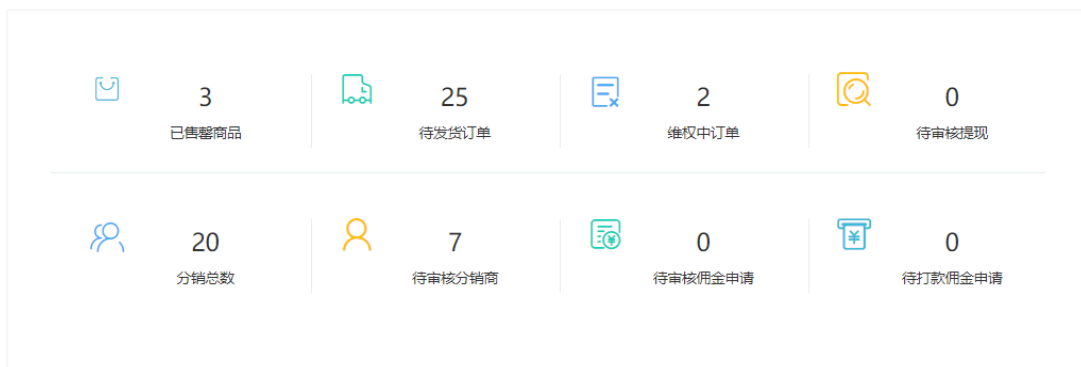 3
25
2
0
已售罄商品
待发货订单
维权中订单
待审核提现
20
7
0
0
分销总数
待审核分销商
待审核佣金申请
待打款佣金申请